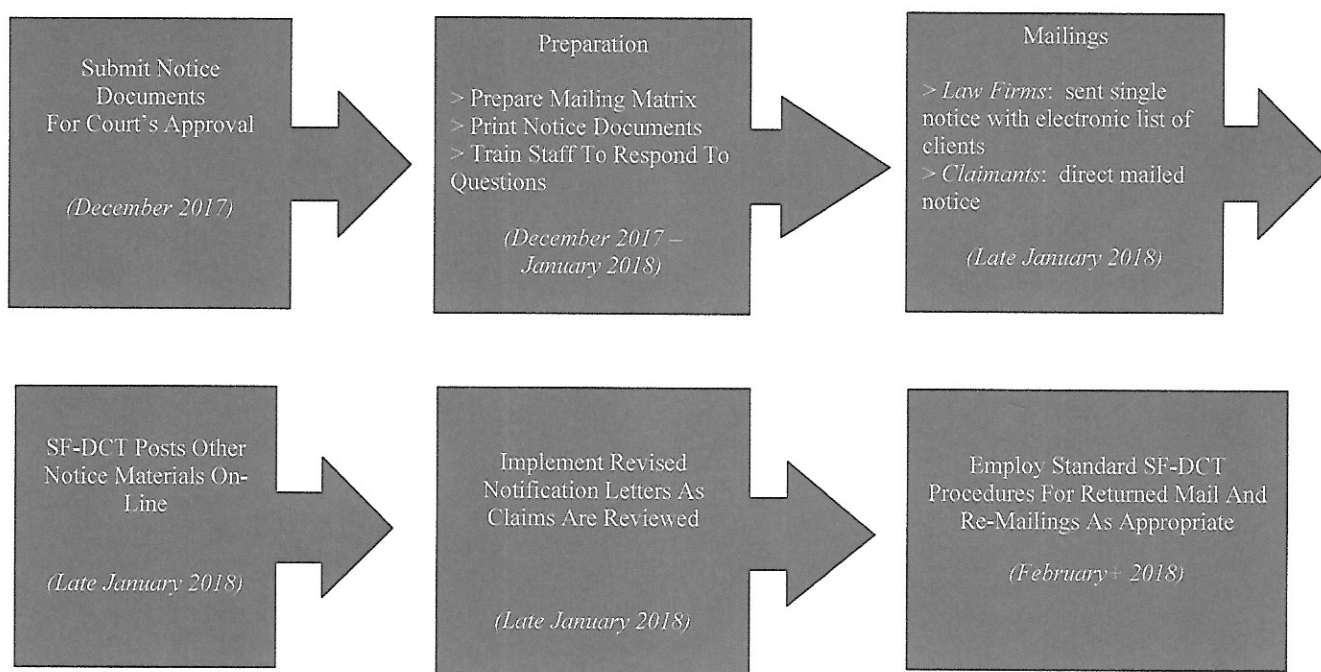 Submit Notice
Documents
For Court's Approval
(December 2017)
Preparation
> Prepare Mailing Matrix
> Print Notice Documents
> Train Staff To Respond To
Questions
(December 2017 –
January 2018)
Mailings
> Law Firms: sent single
notice with electronic list of
clients
> Claimants: direct mailed
notice
(Late January 2018)
SF-DCT Posts Other
Notice Materials On-
Line
(Late January 2018)
Implement Revised
Notification Letters As
Claims Are Reviewed
(Late January 2018)
Employ Standard SF-DCT
Procedures For Returned Mail And
Re-Mailings As Appropriate
(February+ 2018)